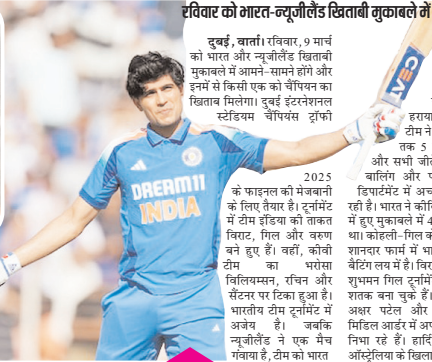 रविवार को भारत-न्यूजीलैंड खिताबी मुकाबले में
दुबई, वार्ता। रविवार, 9 मार्च
को भारत और न्यूजीलैंड खिताबी
मुकाबले में आमने-सामने होंगे और
इनमें से किसी एक को चैंपियन का
खिताब मिलेगा। दुबई इंटरनेशनल
स्टेडियम चैंपियंस ट्रॉफी
2025
के फाइनल की मेजबानी
के लिए तैयार है। टूर्नामेंट
में टीम इंडिया की ताकत
विराट, गिल और वरुण
बने हुए हैं। वहीं, कीवी
टीम का भरोसा
विलियम्सन, रचिन और
सैंटनर पर टिका हुआ है।
भारतीय टीम टूर्नामेंट में
अजेय है। जबकि
न्यूजीलैंड ने एक मैच
गंवाया है, टीम को भारत
हराया
टीम ने
तक 5
और सभी जीत
बालिंग और
डिपार्टमेंट में
रही है। भारत ने
में हुए मुकाबले में 4
था। कोहली-गिल
शानदार फार्म में
बैटिंग लय में है।
शुभमन गिल
शतक बना चुके हैं।
अक्षर पटेल और
मिडिल आर्डर में
निभा रहे हैं।
ऑस्ट्रेलिया के
DREAM11
INDIA